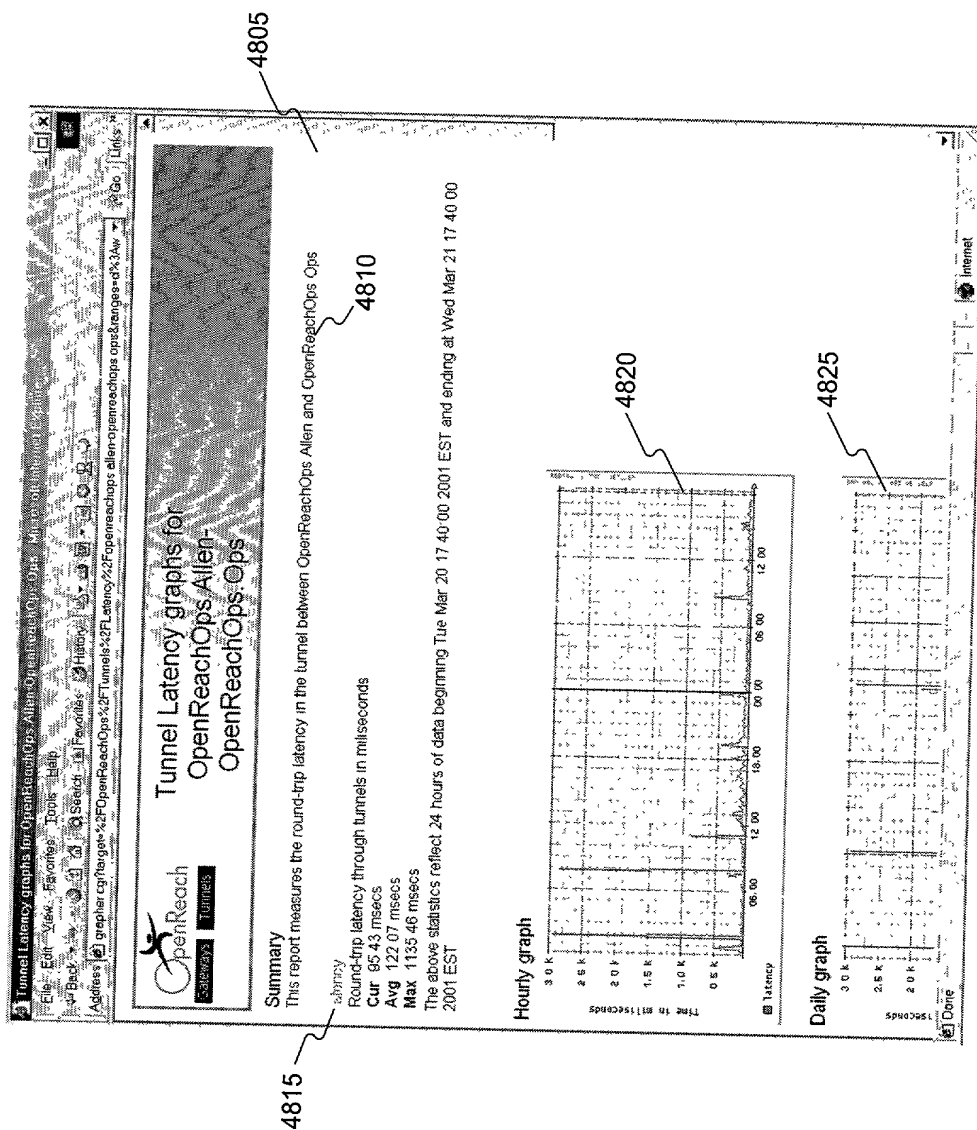 Tunnel Latency graphs for OpenReachOps Allen-OpenReachOps Ops - Microsoft Internet Explorer
File Edit View Favorites Tools Help
Back Search Favorites History
Address grapher cgi?target=%2FOpenReachOps%2FTunnels%2FLatency%2Fopenreachops allen-openreachops ops&ranges=d%3Aw Go Links »
OpenReach
Gateways Tunnels
Tunnel Latency graphs for
OpenReachOps Allen-
OpenReachOps Ops
4805
Summary
This report measures the round-trip latency in the tunnel between OpenReachOps Allen and OpenReachOps Ops
4810
4815
latency
Round-trip latency through tunnels in miliseconds
Cur 95 43 msecs
Avg 122 07 msecs
Max 1135 46 msecs
The above statistics reflect 24 hours of data beginning Tue Mar 20 17 40 00 2001 EST and ending at Wed Mar 21 17 40 00
2001 EST
Hourly graph
4820
3 0 k
2 5 k
2 0 k
1.5 k
1.0 k
0 5 k
Time in miliseconds
06.00 12 00 18.00 00 00 06 00 12 00
latency
Daily graph
4825
3 0 k
2.5 k
2 0 k
iseconds
Done
Internet